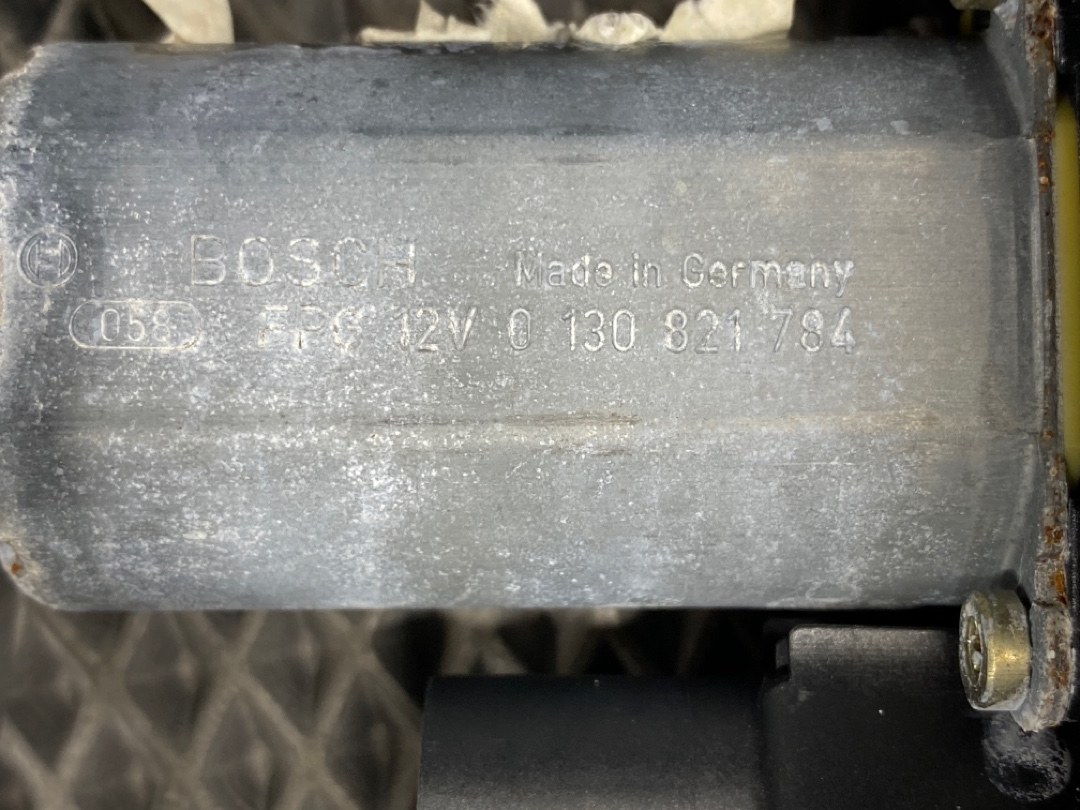 BOSCH Made in Germany
058 FPG 12V 0 130 821 784